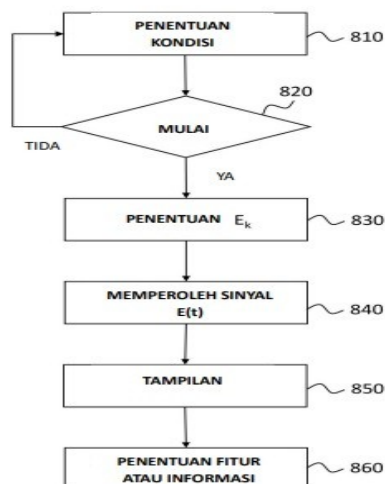 PENENTUAN
KONDISI
810
820
MULAI
TIDA
YA
PENENTUAN E_k
830
MEMPEROLEH SINYAL
E(t)
840
TAMPILAN
850
PENENTUAN FITUR
ATAU INFORMASI
860